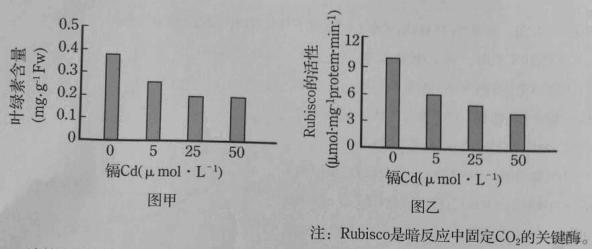 叶绿素含量
(mg·g⁻¹Fw)
0.5
0.4
0.3
0.2
0.1
0
0 5 25 50
镉Cd(μ mol · L⁻¹)
图甲
Rubisco的活性
(μmol·mg⁻¹protem·min⁻¹)
12
9
6
3
0
0 5 25 50
镉Cd(μ mol · L⁻¹)
图乙
注：Rubisco是暗反应中固定CO₂的关键酶。